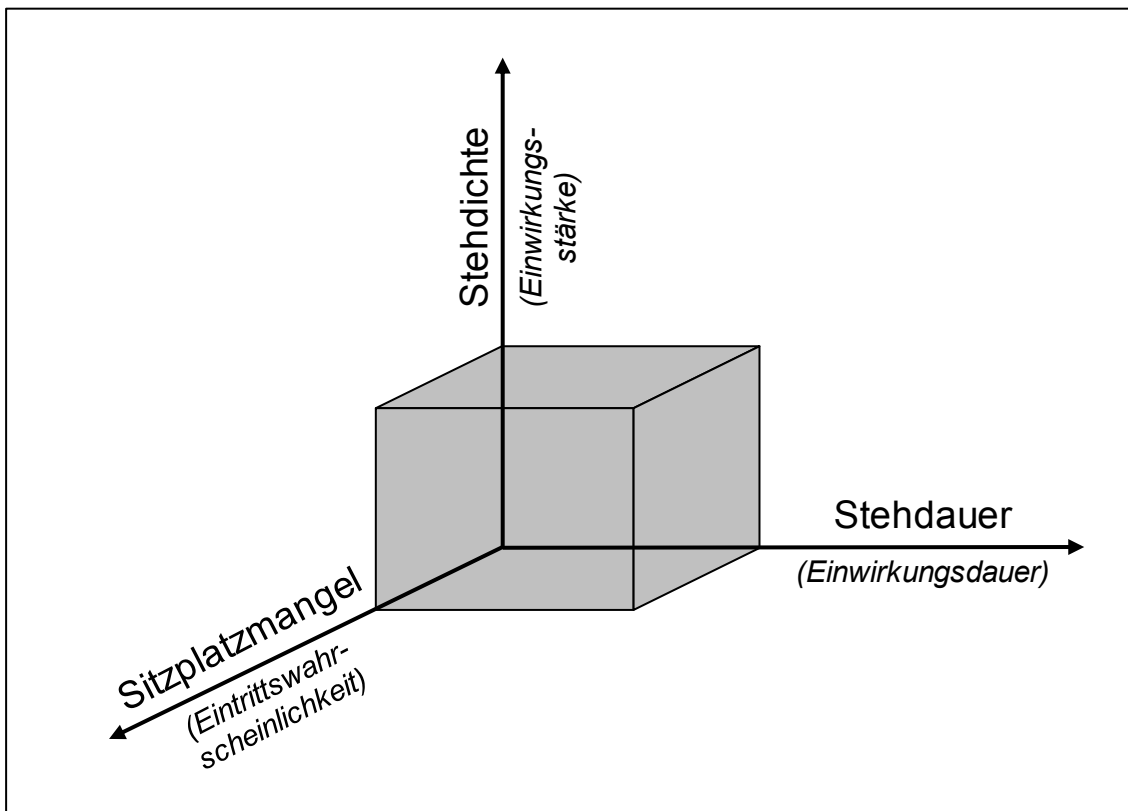 Stehdichte
(Einwirkungs-
stärke)
Stehdauer
(Einwirkungsdauer)
Sitzplatzmangel
(Eintrittswahr-
scheinlichkeit)